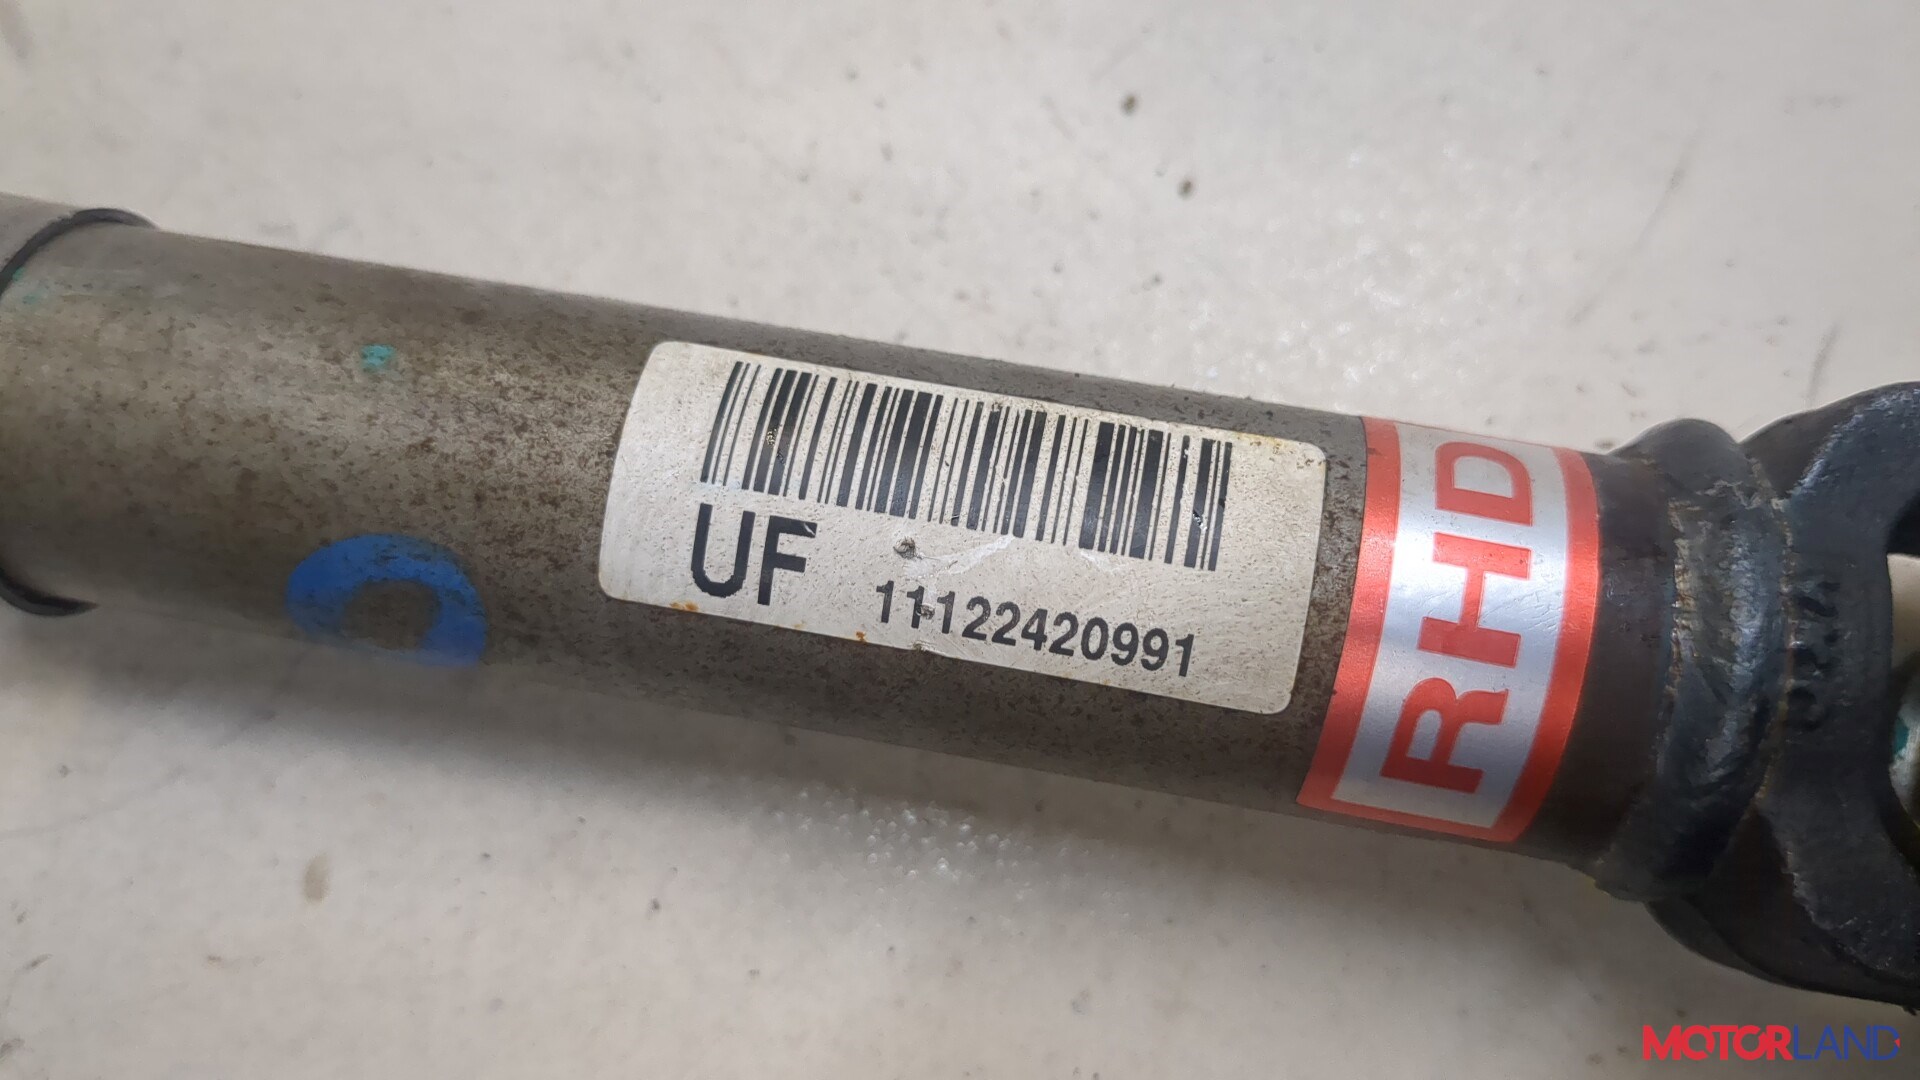 UF
11122420991
RHD
MOTORLAND